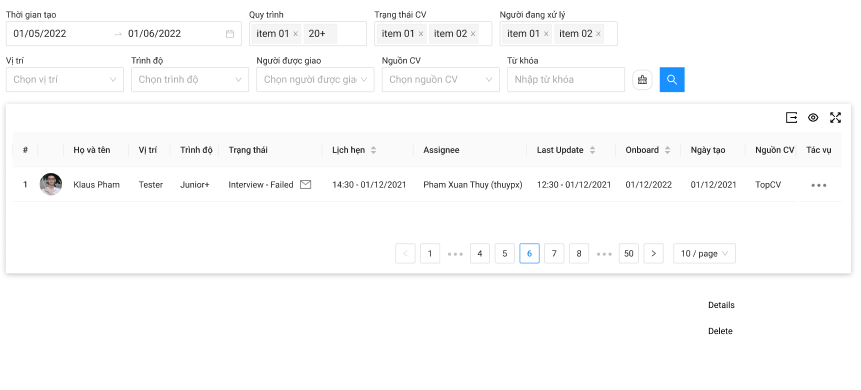 Thời gian tạo Quy trình Trạng thái CV Người đang xử lý
01/05/2022 → 01/06/2022 item 01 × 20+ item 01 × item 02 × item 01 × item 02 ×
Vị trí Trình độ Người được giao Nguồn CV Từ khóa
Chọn vị trí Chọn trình độ Chọn người được giao Chọn nguồn CV Nhập từ khóa
# Họ và tên Vị trí Trình độ Trạng thái Lịch hẹn Assignee Last Update Onboard Ngày tạo Nguồn CV Tác vụ
1 Klaus Pham Tester Junior+ Interview - Failed 14:30 - 01/12/2021 Pham Xuan Thuy (thuypx) 12:30 - 01/12/2021 01/12/2022 01/12/2021 TopCV •••
< 1 ••• 4 5 6 7 8 ••• 50 > 10 / page
Details
Delete